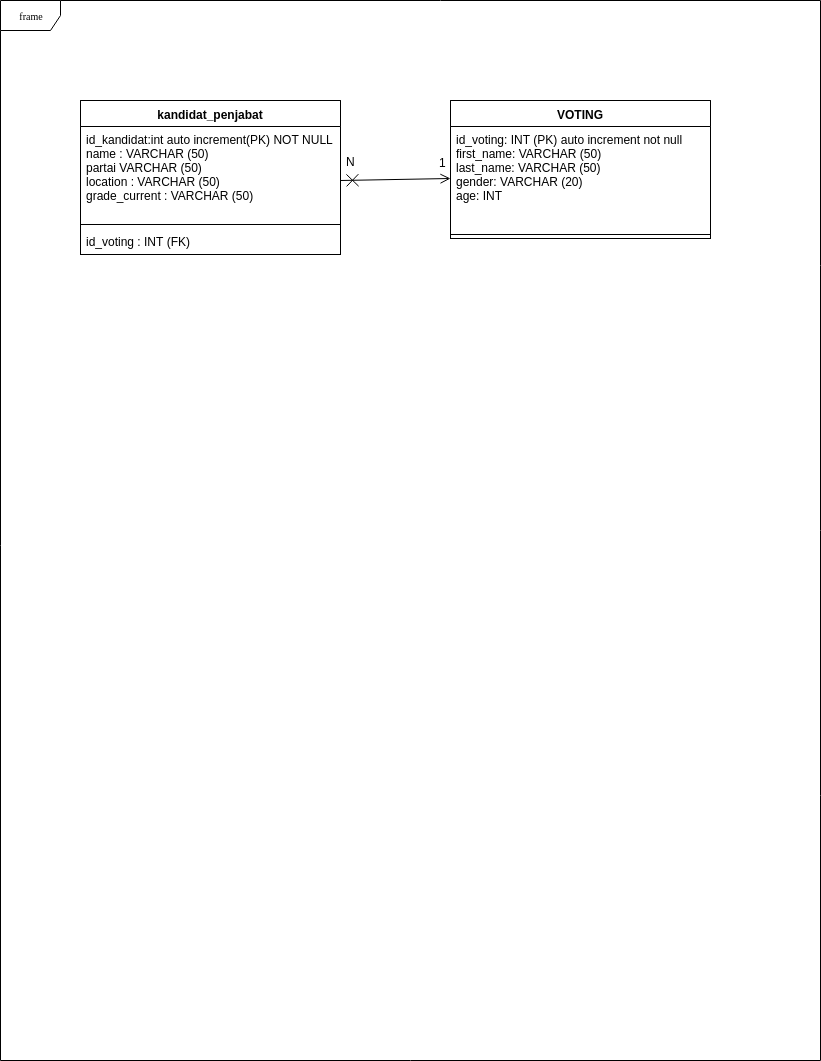 frame
kandidat_penjabat
id_kandidat:int auto increment(PK) NOT NULL
name : VARCHAR (50)
partai VARCHAR (50)
location : VARCHAR (50)
grade_current : VARCHAR (50)
id_voting : INT (FK)
N
1
VOTING
id_voting: INT (PK) auto increment not null
first_name: VARCHAR (50)
last_name: VARCHAR (50)
gender: VARCHAR (20)
age: INT